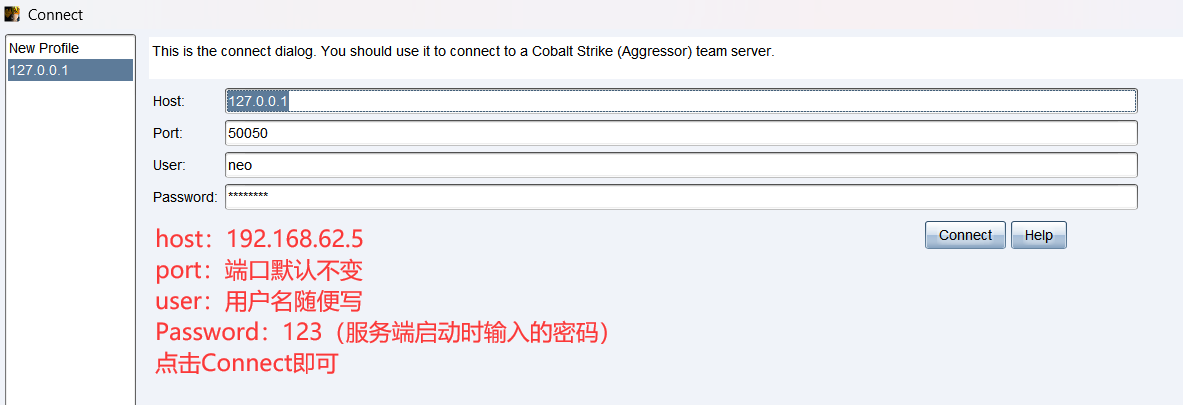 Connect
New Profile
127.0.0.1
This is the connect dialog. You should use it to connect to a Cobalt Strike (Aggressor) team server.
Host: 127.0.0.1
Port: 50050
User: neo
Password: ********
Connect Help
host：192.168.62.5
port：端口默认不变
user：用户名随便写
Password：123（服务端启动时输入的密码）
点击Connect即可